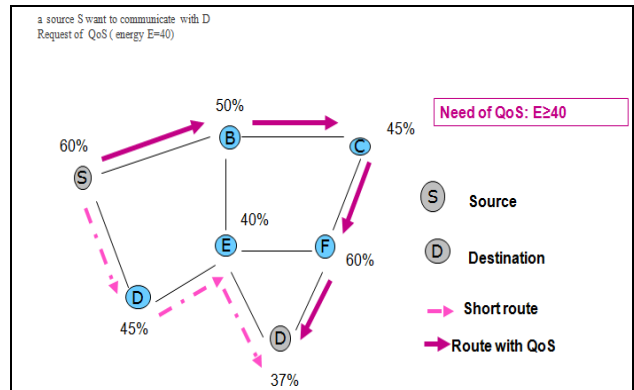 a source S want to communicate with D
Request of QoS ( energy E=40)
50%
Need of QoS: E≥40
45%
60%
B
C
S
S
Source
40%
E
F
60%
D
Destination
D
45%
Short route
D
Route with QoS
37%